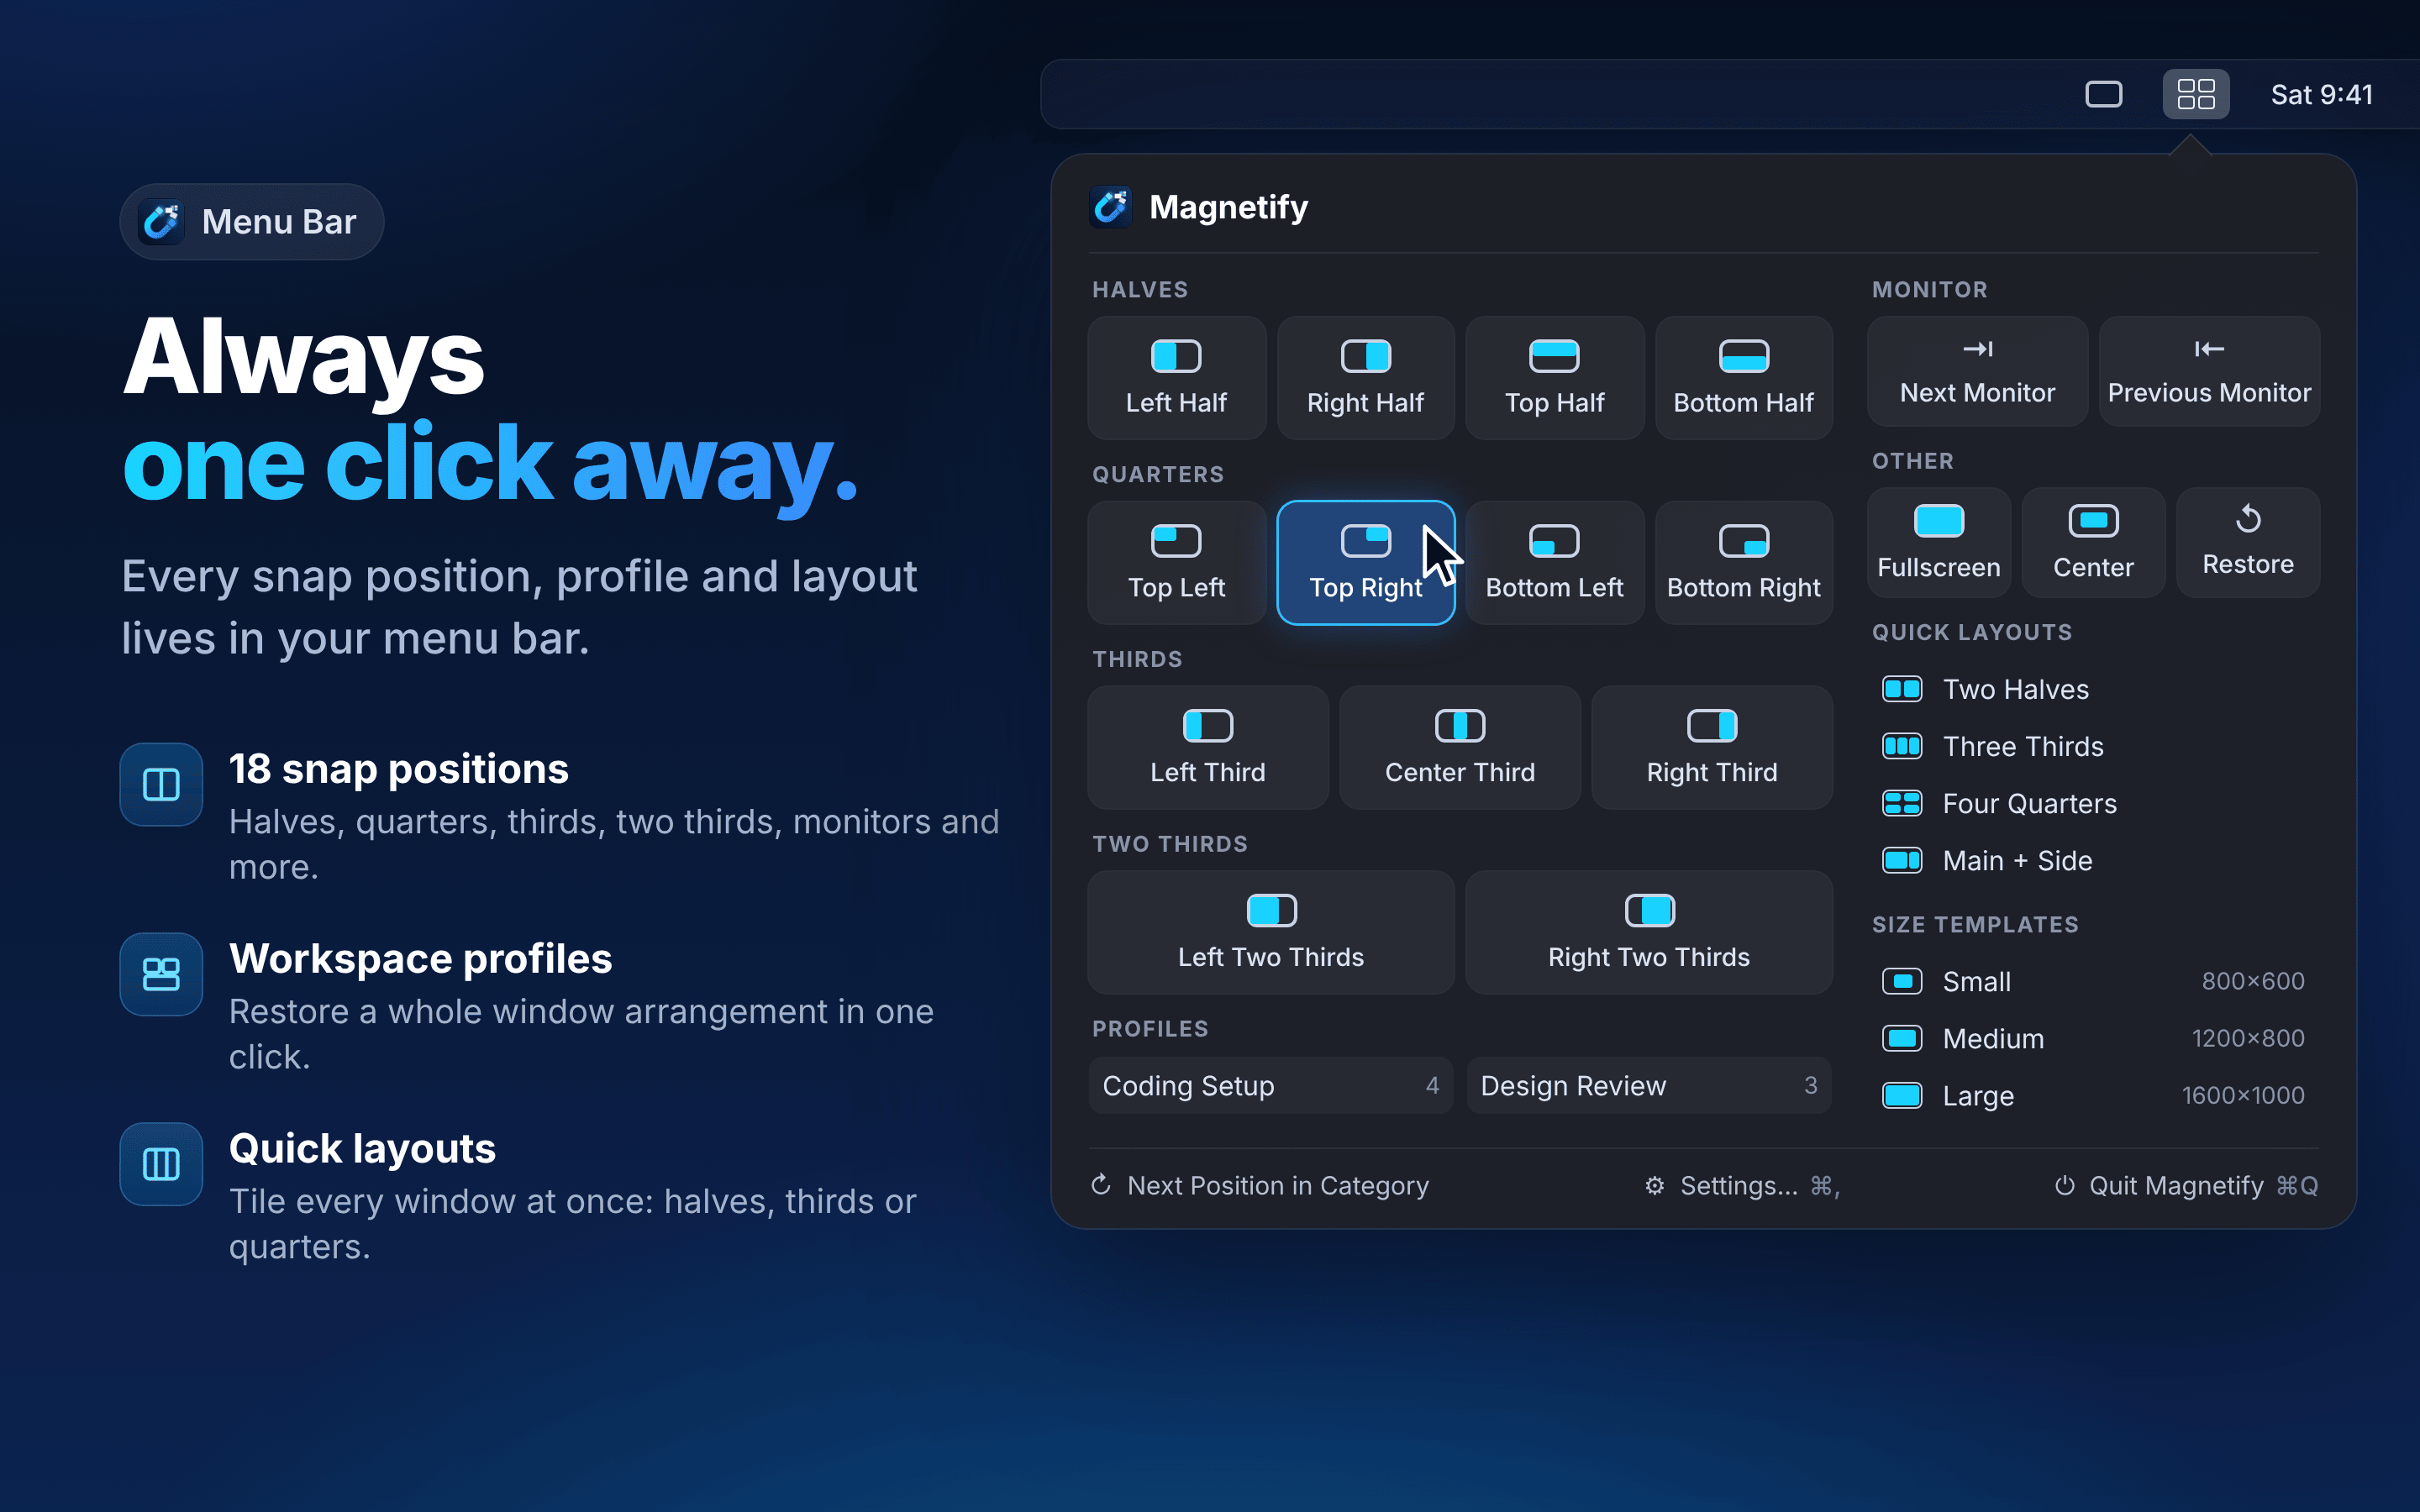 Sat 9:41
Menu Bar
Always
one click away.
Every snap position, profile and layout
lives in your menu bar.
18 snap positions
Halves, quarters, thirds, two thirds, monitors and
more.
Workspace profiles
Restore a whole window arrangement in one
click.
Quick layouts
Tile every window at once: halves, thirds or
quarters.
Magnetify
HALVES
Left Half
Right Half
Top Half
Bottom Half
QUARTERS
Top Left
Top Right
Bottom Left
Bottom Right
THIRDS
Left Third
Center Third
Right Third
TWO THIRDS
Left Two Thirds
Right Two Thirds
PROFILES
Coding Setup 4
Design Review 3
MONITOR
Next Monitor
Previous Monitor
OTHER
Fullscreen
Center
Restore
QUICK LAYOUTS
Two Halves
Three Thirds
Four Quarters
Main + Side
SIZE TEMPLATES
Small 800×600
Medium 1200×800
Large 1600×1000
Next Position in Category
Settings... ⌘,
Quit Magnetify ⌘Q